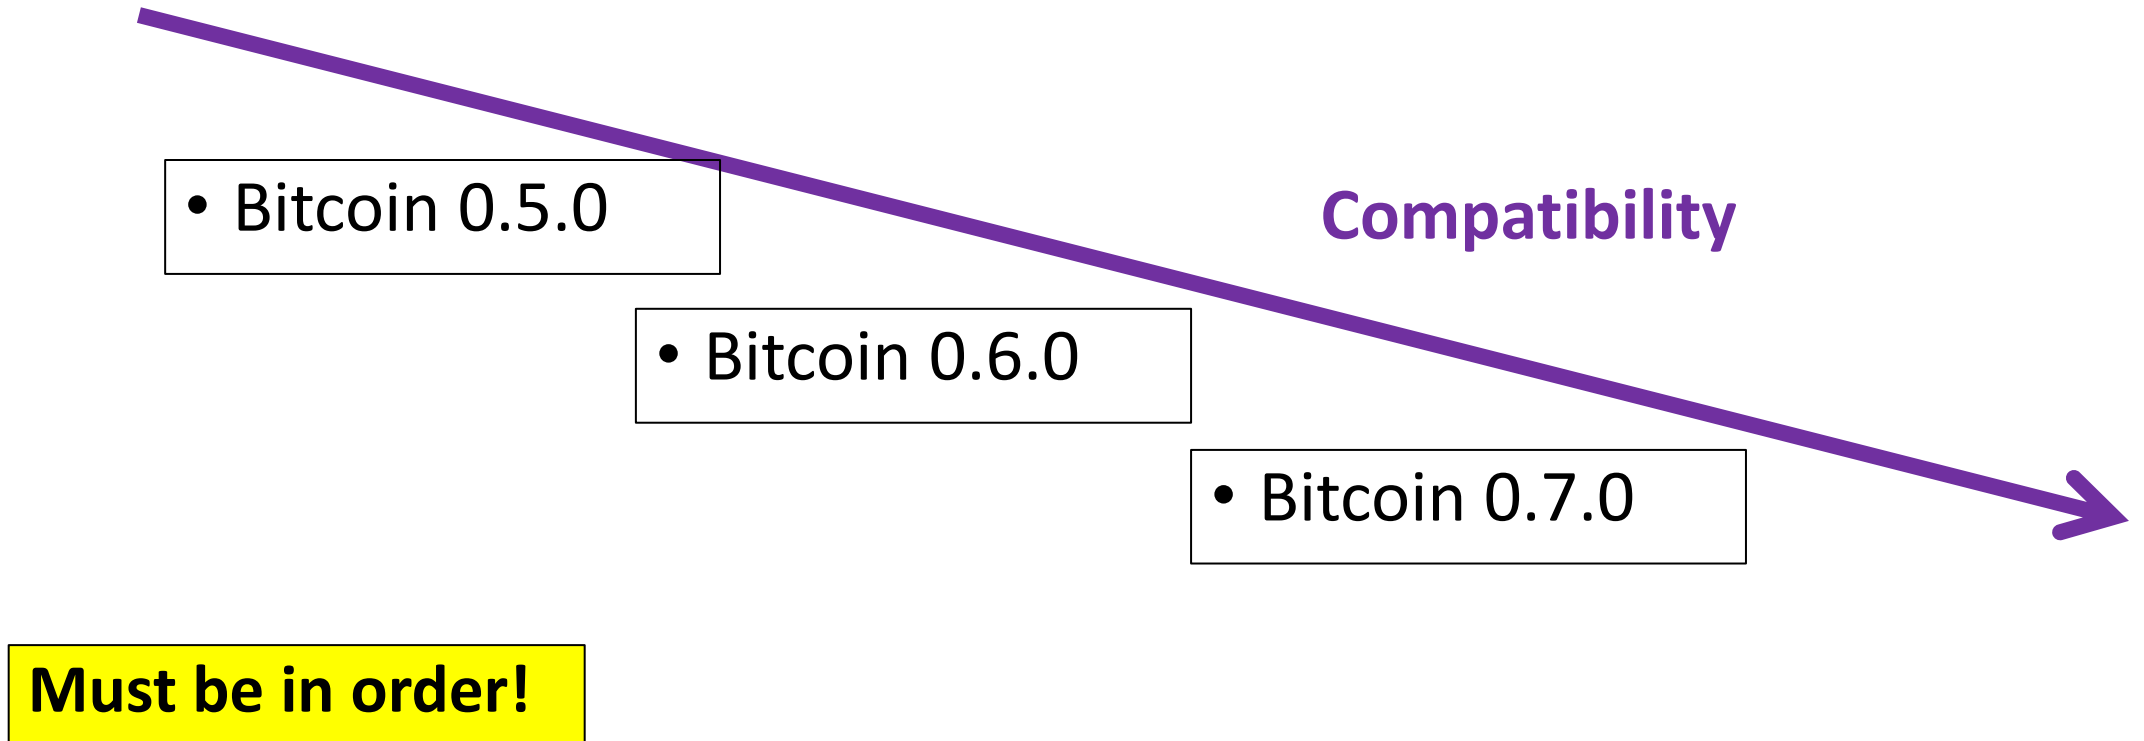 • Bitcoin 0.5.0
Compatibility
• Bitcoin 0.6.0
• Bitcoin 0.7.0
Must be in order!